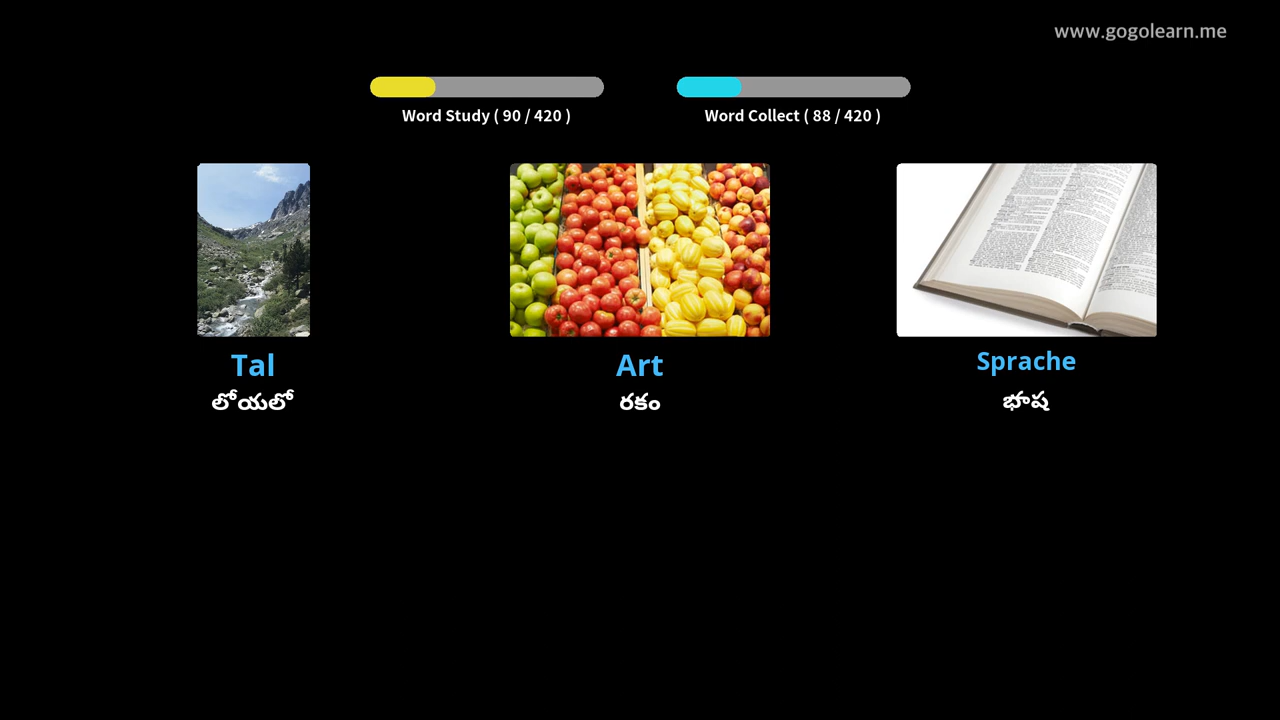 www.gogolearn.me
Word Study ( 90 / 420 )
Word Collect ( 88 / 420 )
Tal
Art
Sprache
లోయలో
రకం
భాష